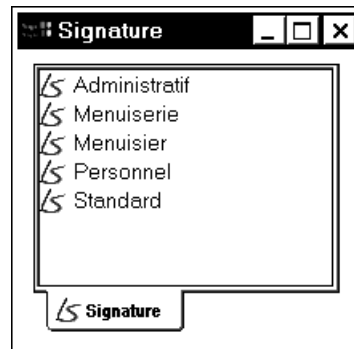 Signature
Administratif
Menuiserie
Menuisier
Personnel
Standard
Signature